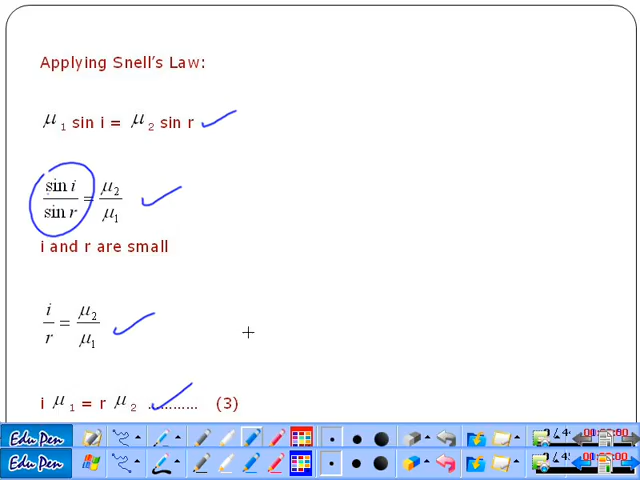 Applying Snell's Law:
μ₁ sin i = μ₂ sin r
sin i / sin r = μ₂ / μ₁
i and r are small
i / r = μ₂ / μ₁
i μ₁ = r μ₂ ............ (3)
Edu Pen
Edu Pen